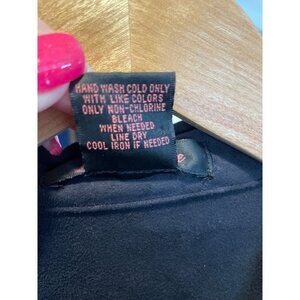 HAND WASH COLD ONLY
WITH LIKE COLORS
ONLY NON-CHLORINE
BLEACH
WHEN NEEDED
LINE DRY
COOL IRON IF NEEDED